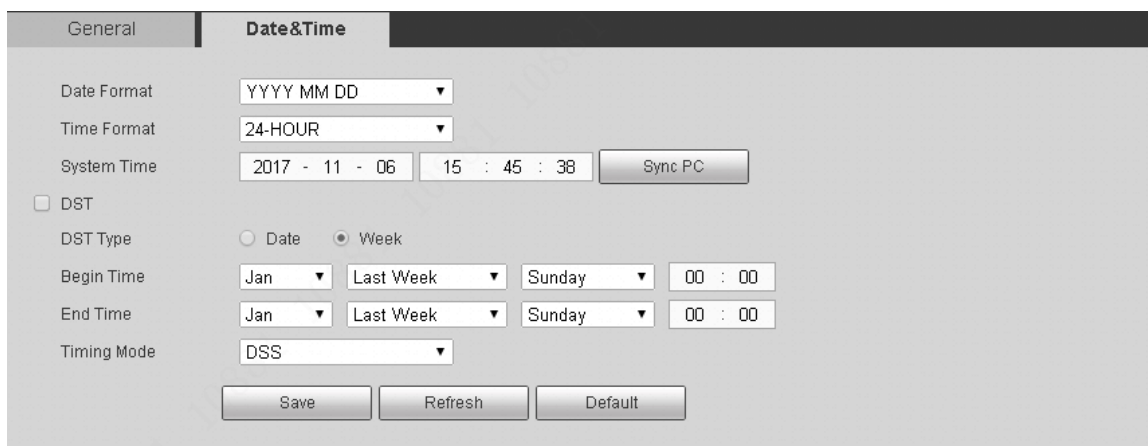 General Date&Time
Date Format YYYY MM DD
Time Format 24-HOUR
System Time 2017 - 11 - 06 15 : 45 : 38 Sync PC
DST
DST Type Date Week
Begin Time Jan Last Week Sunday 00 : 00
End Time Jan Last Week Sunday 00 : 00
Timing Mode DSS
Save Refresh Default